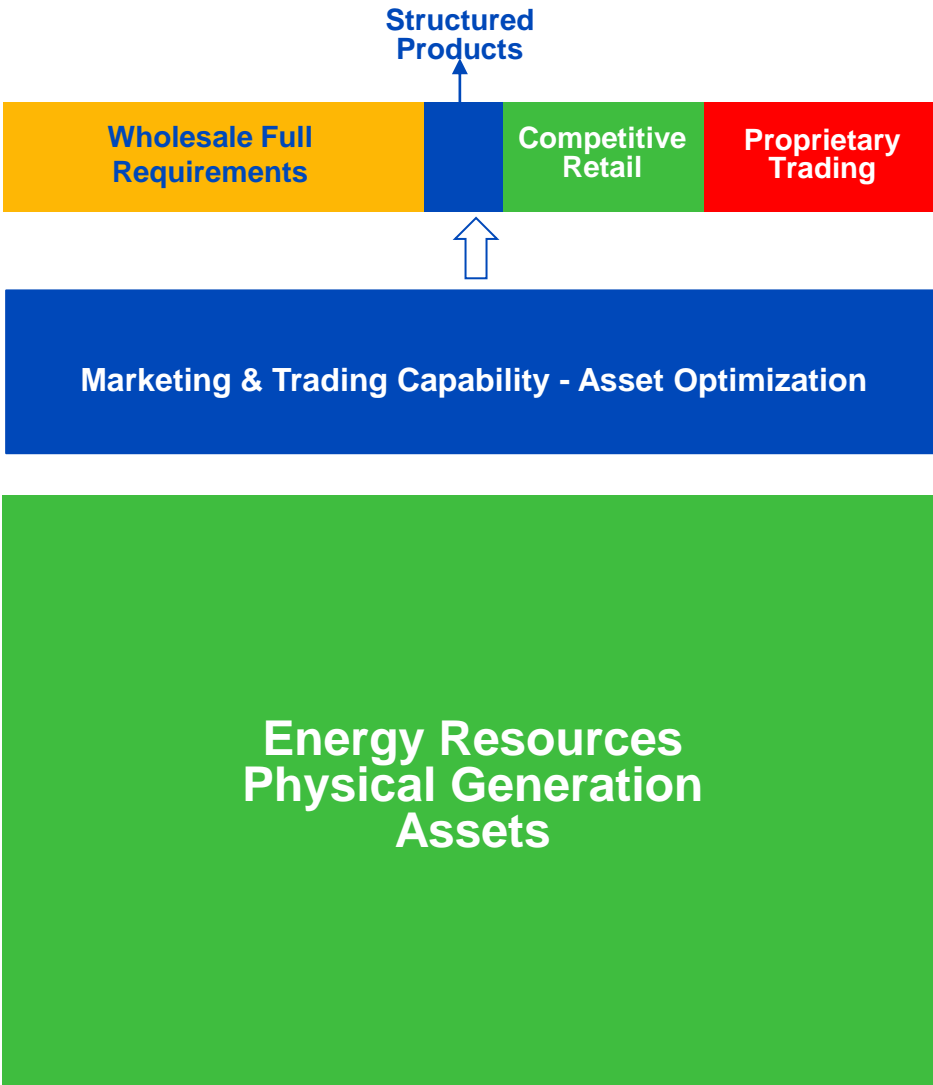 Structured
Products
Wholesale Full
Requirements
Competitive
Retail
Proprietary
Trading
Marketing & Trading Capability - Asset Optimization
Energy Resources
Physical Generation
Assets